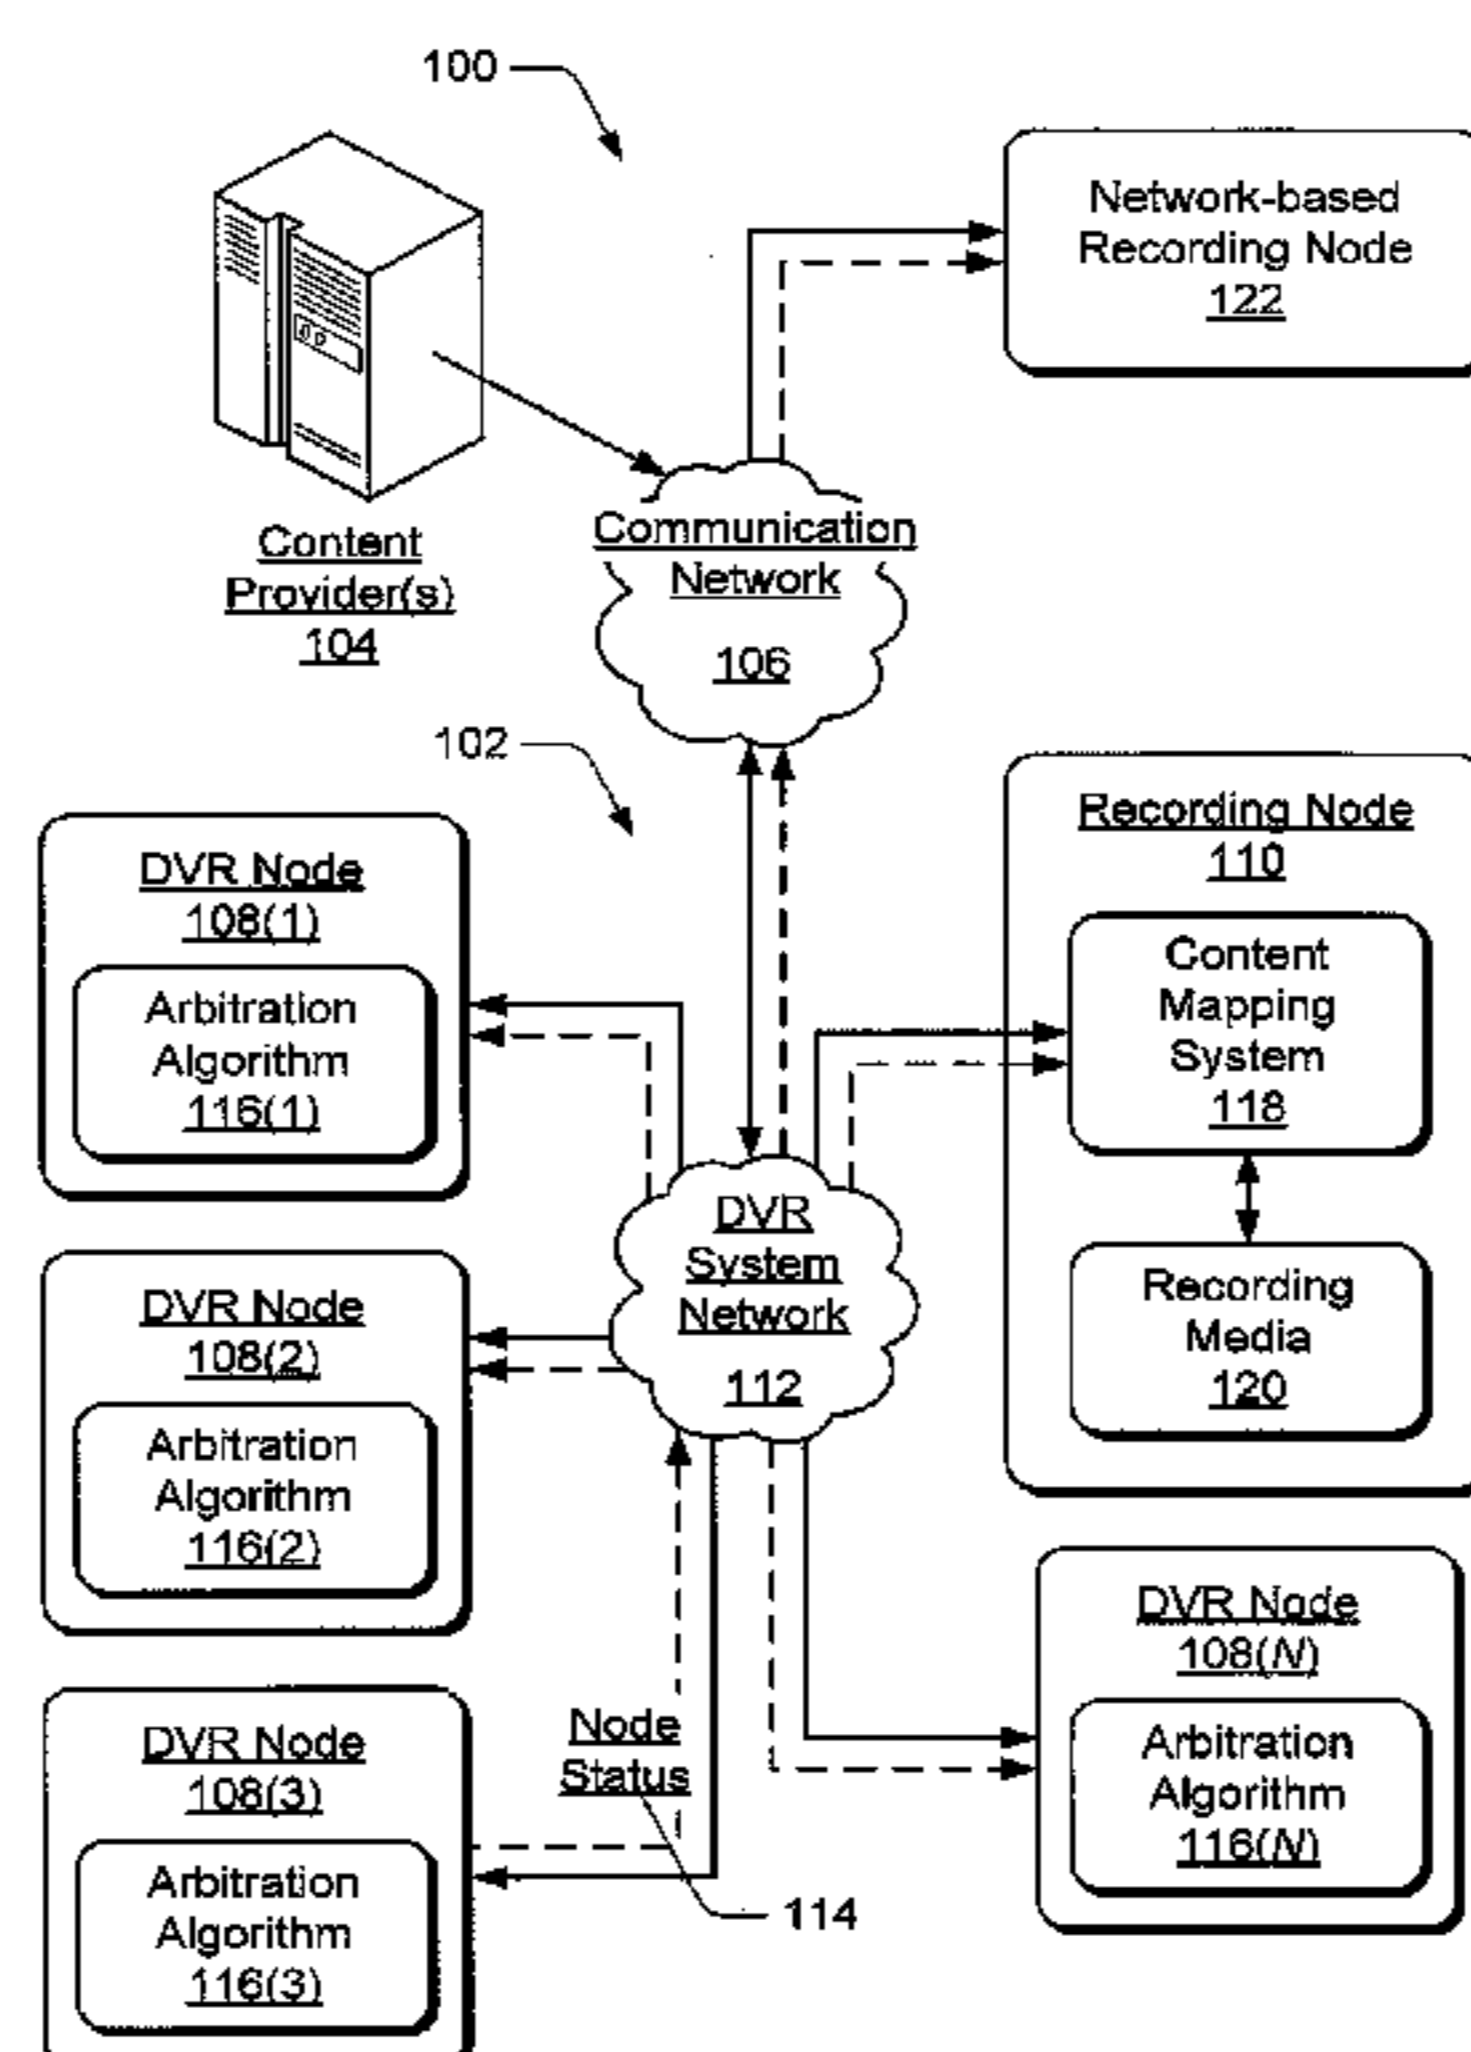 100
Network-based
Recording Node
122
Content
Provider(s)
104
Communication
Network
106
102
DVR Node
108(1)
Arbitration
Algorithm
116(1)
Recording Node
110
Content
Mapping
System
118
Recording
Media
120
DVR
System
Network
112
DVR Node
108(2)
Arbitration
Algorithm
116(2)
DVR Node
108(3)
Arbitration
Algorithm
116(3)
Node
Status
114
DVR Node
108(N)
Arbitration
Algorithm
116(N)